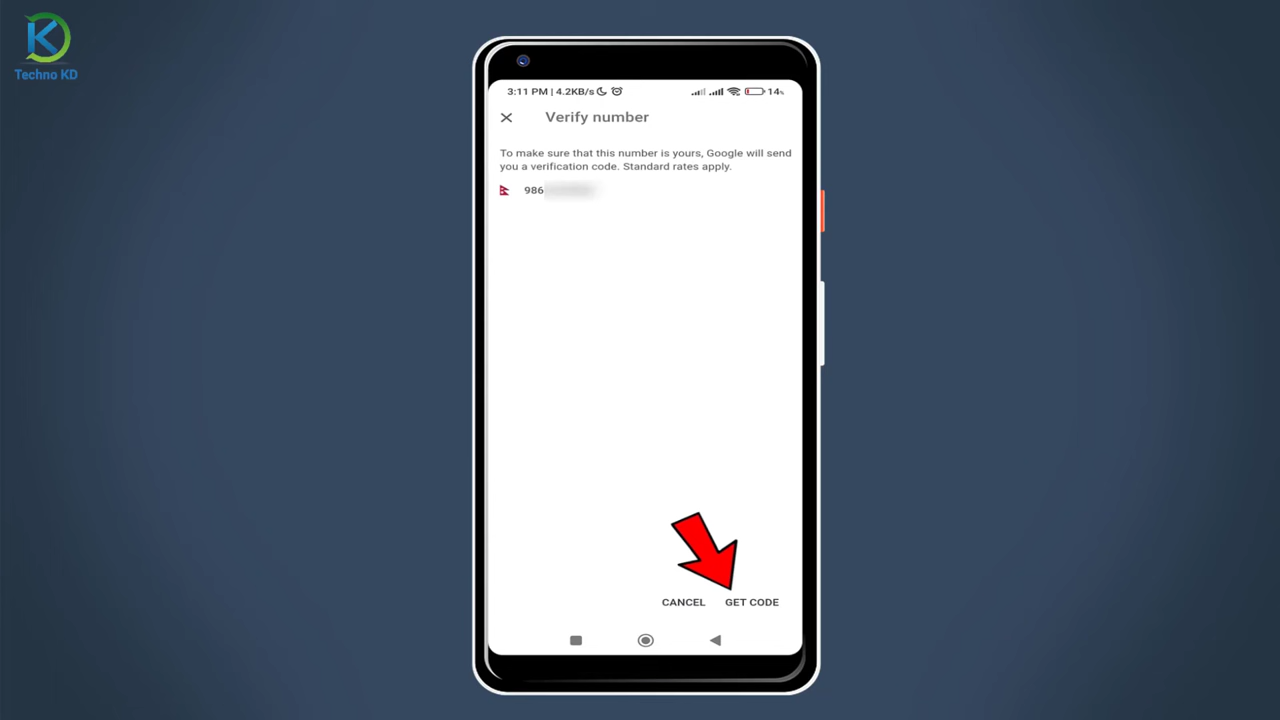 Techno KD
3:11 PM | 4.2KB/s
14%
Verify number
To make sure that this number is yours, Google will send
you a verification code. Standard rates apply.
986
CANCEL GET CODE